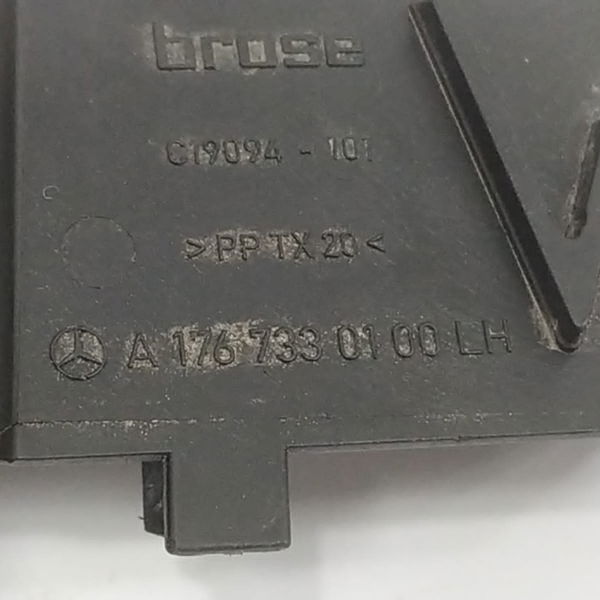 brose
C19094 - 101
>PP TX 20<
A 176 733 01 00 LH